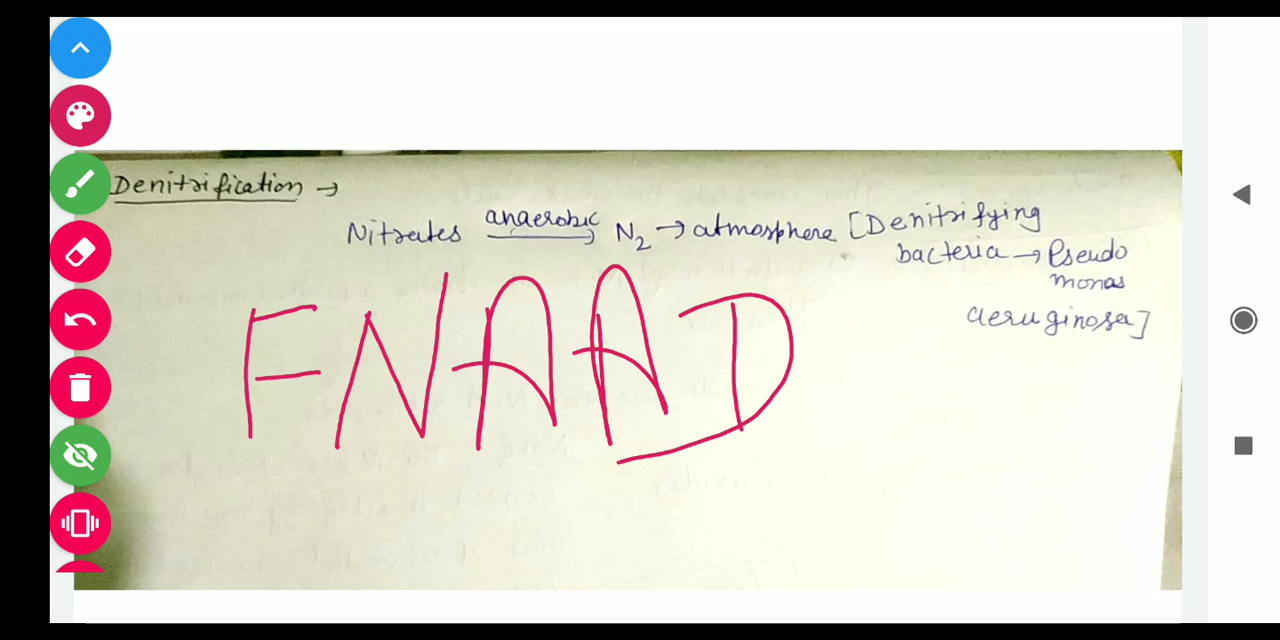 Denitrification →
Nitrates anaerobic → N₂ → atmosphere [Denitrifying
bacteria → Pseudo
monas
aeruginosa]
FNAAD